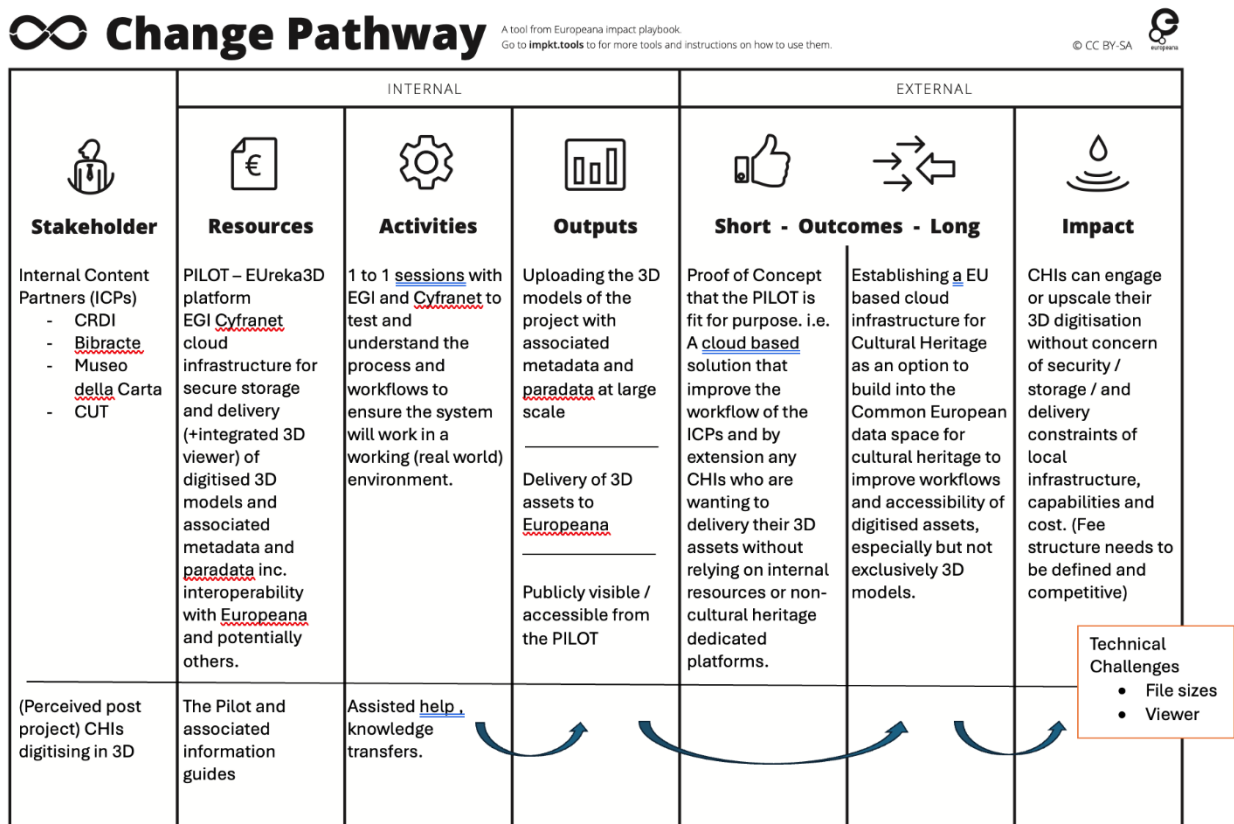 Change Pathway
A tool from Europeana impact playbook.
Go to impkt.tools to for more tools and instructions on how to use them.
© CC BY-SA
europeana
INTERNAL
EXTERNAL
Stakeholder
Resources
Activities
Outputs
Short - Outcomes - Long
Impact
Internal Content
Partners (ICPs)
- CRDI
- Bibracte
- Museo
della Carta
- CUT
PILOT – EUreka3D
platform
EGI Cyfranet
cloud
infrastructure for
secure storage
and delivery
(+integrated 3D
viewer) of
digitised 3D
models and
associated
metadata and
paradata inc.
interoperability
with Europeana
and potentially
others.
1 to 1 sessions with
EGI and Cyfranet to
test and
understand the
process and
workflows to
ensure the system
will work in a
working (real world)
environment.
Uploading the 3D
models of the
project with
associated
metadata and
paradata at large
scale
Delivery of 3D
assets to
Europeana
Publicly visible /
accessible from
the PILOT
Proof of Concept
that the PILOT is
fit for purpose. i.e.
A cloud based
solution that
improve the
workflow of the
ICPs and by
extension any
CHIs who are
wanting to
delivery their 3D
assets without
relying on internal
resources or non-
cultural heritage
dedicated
platforms.
Establishing a EU
based cloud
infrastructure for
Cultural Heritage
as an option to
build into the
Common European
data space for
cultural heritage to
improve workflows
and accessibility of
digitised assets,
especially but not
exclusively 3D
models.
CHIs can engage
or upscale their
3D digitisation
without concern
of security /
storage / and
delivery
constraints of
local
infrastructure,
capabilities and
cost. (Fee
structure needs to
be defined and
competitive)
Technical
Challenges
• File sizes
• Viewer
(Perceived post
project) CHIs
digitising in 3D
The Pilot and
associated
information
guides
Assisted help ,
knowledge
transfers.